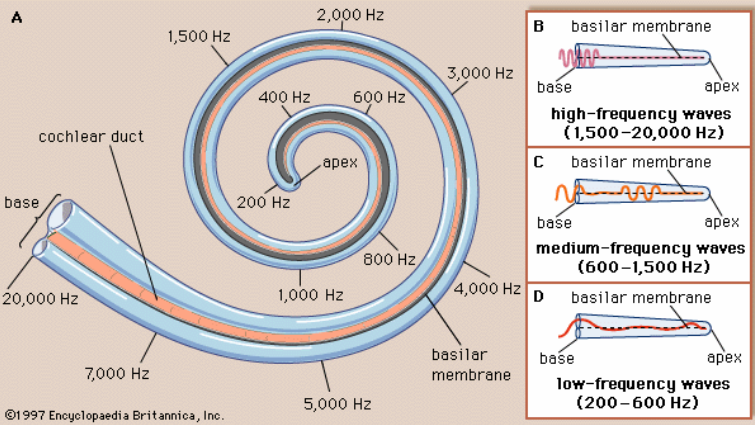 A
2,000 Hz
1,500 Hz
3,000 Hz
400 Hz
600 Hz
cochlear duct
apex
200 Hz
base
800 Hz
20,000 Hz
1,000 Hz
4,000 Hz
basilar
membrane
7,000 Hz
5,000 Hz
©1997 Encyclopaedia Britannica, Inc.
B
basilar membrane
base
apex
high-frequency waves
(1,500–20,000 Hz)
C
basilar membrane
base
apex
medium-frequency waves
(600–1,500 Hz)
D
basilar membrane
base
apex
low-frequency waves
(200–600 Hz)